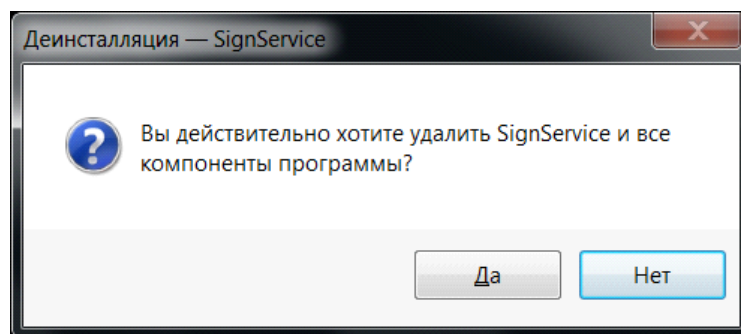 Деинсталляция — SignService
Вы действительно хотите удалить SignService и все
компоненты программы?
Да
Нет